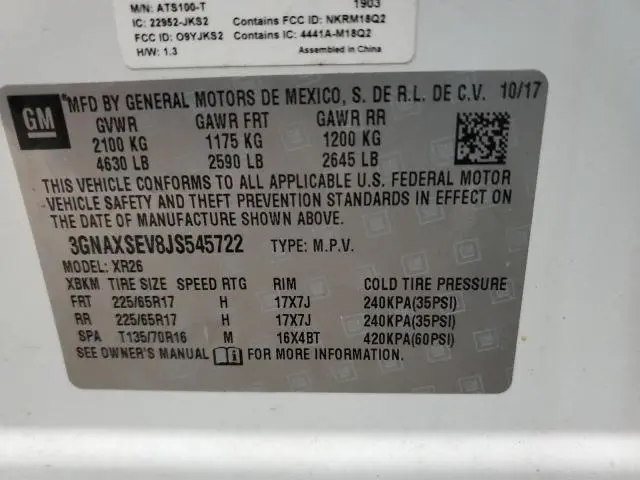 M/N: ATS100-T 1903
IC: 22952-JKS2 Contains FCC ID: NKRM18Q2
FCC ID: O9YJKS2 Contains IC: 4441A-M18Q2
H/W: 1.3 Assembled in China
GM
*MFD BY GENERAL MOTORS DE MEXICO, S. DE R.L. DE C.V. 10/17
GVWR GAWR FRT GAWR RR
2100 KG 1175 KG 1200 KG
4630 LB 2590 LB 2645 LB
THIS VEHICLE CONFORMS TO ALL APPLICABLE U.S. FEDERAL MOTOR
VEHICLE SAFETY AND THEFT PREVENTION STANDARDS IN EFFECT ON
THE DATE OF MANUFACTURE SHOWN ABOVE.
3GNAXSEV8JS545722 TYPE: M.P.V.
MODEL: XR26
XBKM TIRE SIZE SPEED RTG RIM COLD TIRE PRESSURE
FRT 225/65R17 H 17X7J 240KPA(35PSI)
RR 225/65R17 H 17X7J 240KPA(35PSI)
SPA T135/70R16 M 16X4BT 420KPA(60PSI)
SEE OWNER'S MANUAL FOR MORE INFORMATION.